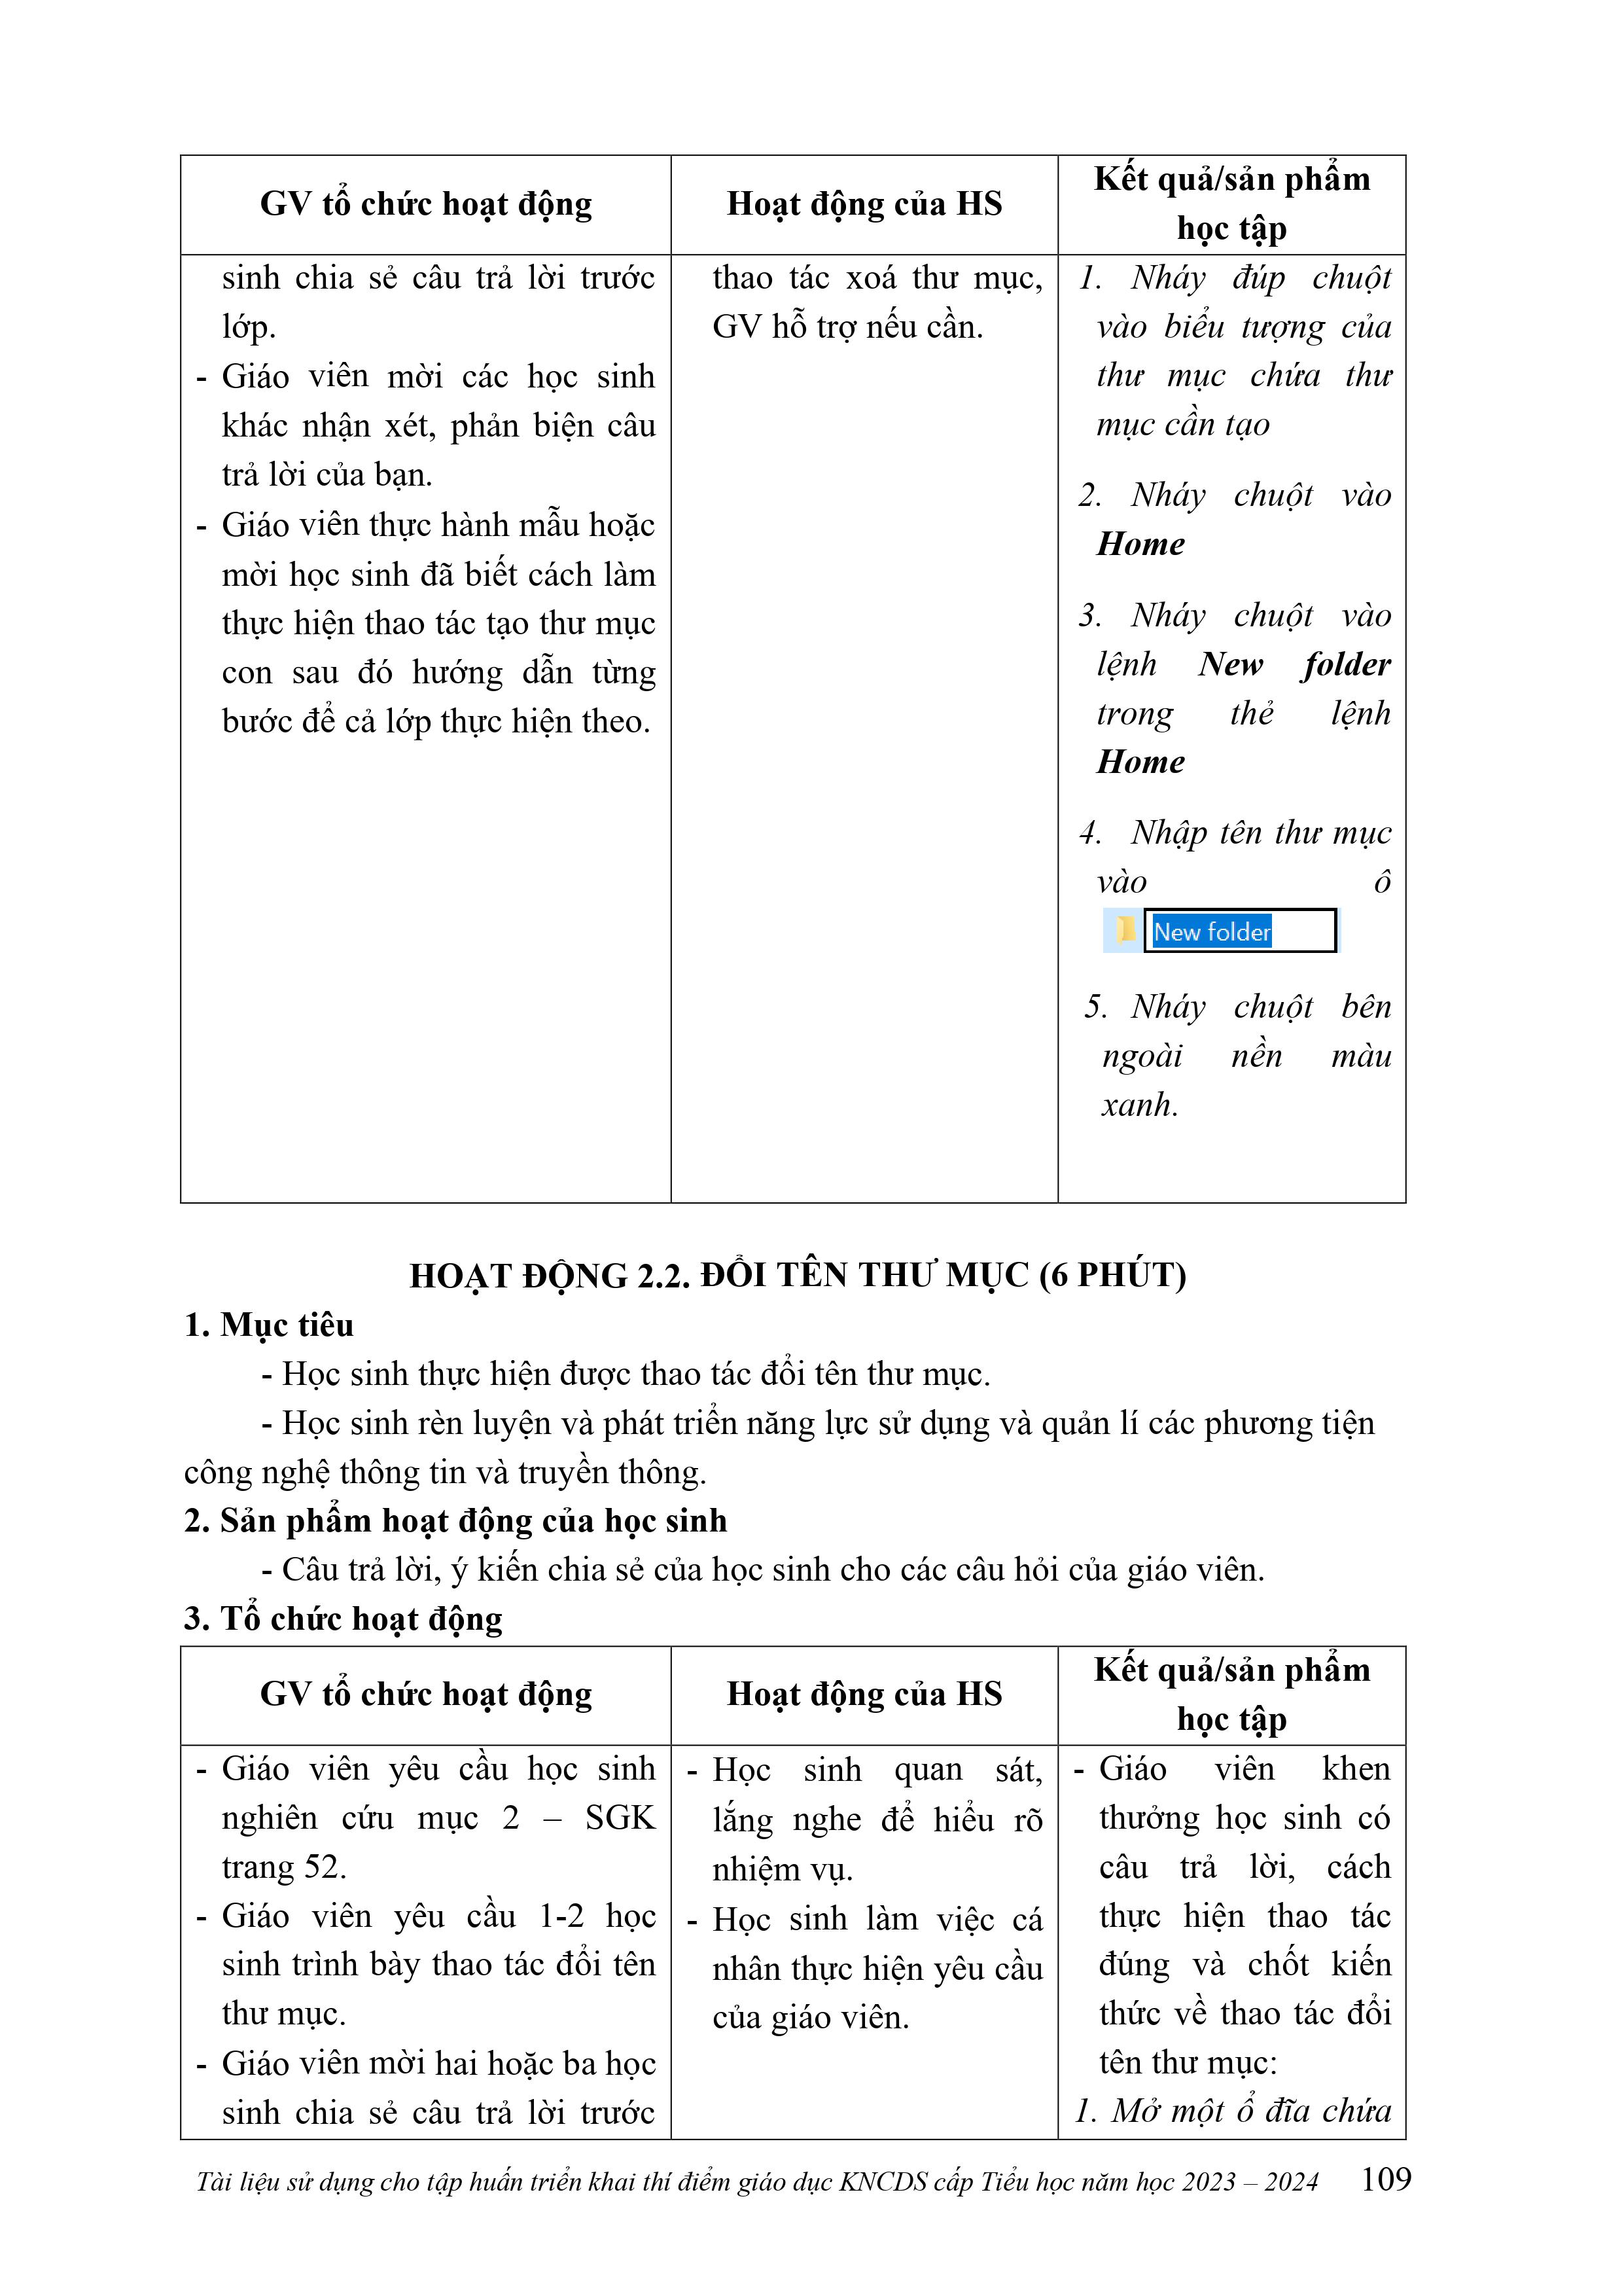 GV tổ chức hoạt động
Hoạt động của HS
Kết quả/sản phẩm
học tập
sinh chia sẻ câu trả lời trước
lớp.
- Giáo viên mời các học sinh
khác nhận xét, phản biện câu
trả lời của bạn.
- Giáo viên thực hành mẫu hoặc
mời học sinh đã biết cách làm
thực hiện thao tác tạo thư mục
con sau đó hướng dẫn từng
bước để cả lớp thực hiện theo.
thao tác xoá thư mục,
GV hỗ trợ nếu cần.
1. Nháy đúp chuột
vào biểu tượng của
thư mục chứa thư
mục cần tạo
2. Nháy chuột vào
Home
3. Nháy chuột vào
lệnh New folder
trong thẻ lệnh
Home
4. Nhập tên thư mục
vào ô
New folder
5. Nháy chuột bên
ngoài nền màu
xanh.
HOẠT ĐỘNG 2.2. ĐỔI TÊN THƯ MỤC (6 PHÚT)
1. Mục tiêu
- Học sinh thực hiện được thao tác đổi tên thư mục.
- Học sinh rèn luyện và phát triển năng lực sử dụng và quản lí các phương tiện
công nghệ thông tin và truyền thông.
2. Sản phẩm hoạt động của học sinh
- Câu trả lời, ý kiến chia sẻ của học sinh cho các câu hỏi của giáo viên.
3. Tổ chức hoạt động
GV tổ chức hoạt động
Hoạt động của HS
Kết quả/sản phẩm
học tập
- Giáo viên yêu cầu học sinh
nghiên cứu mục 2 – SGK
trang 52.
- Giáo viên yêu cầu 1-2 học
sinh trình bày thao tác đổi tên
thư mục.
- Giáo viên mời hai hoặc ba học
sinh chia sẻ câu trả lời trước
- Học sinh quan sát,
lắng nghe để hiểu rõ
nhiệm vụ.
- Học sinh làm việc cá
nhân thực hiện yêu cầu
của giáo viên.
- Giáo viên khen
thưởng học sinh có
câu trả lời, cách
thực hiện thao tác
đúng và chốt kiến
thức về thao tác đổi
tên thư mục:
1. Mở một ổ đĩa chứa
Tài liệu sử dụng cho tập huấn triển khai thí điểm giáo dục KNCDS cấp Tiểu học năm học 2023 – 2024 109